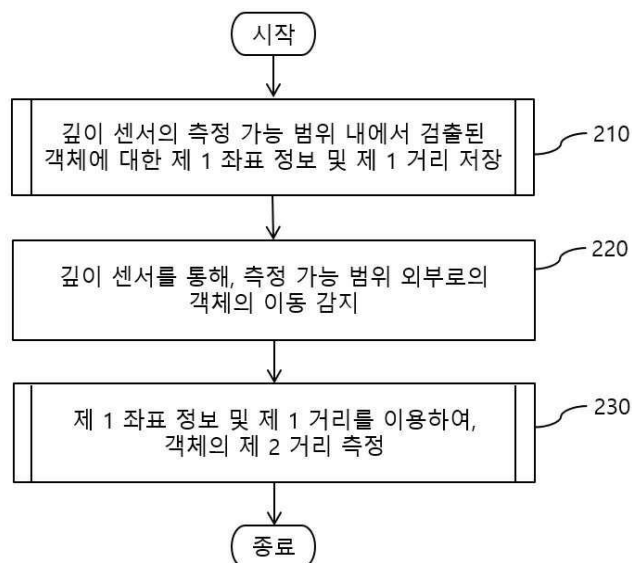 시작
깊이 센서의 측정 가능 범위 내에서 검출된
객체에 대한 제 1 좌표 정보 및 제 1 거리 저장
210
깊이 센서를 통해, 측정 가능 범위 외부로의
객체의 이동 감지
220
제 1 좌표 정보 및 제 1 거리를 이용하여,
객체의 제 2 거리 측정
230
종료